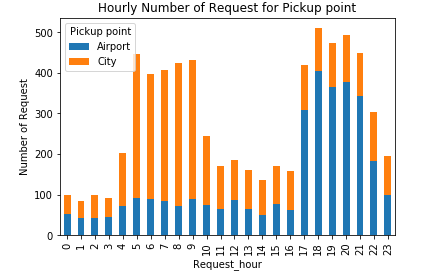 Hourly Number of Request for Pickup point
Pickup point
Airport
City
Number of Request
500
400
300
200
100
0
0 1 2 3 4 5 6 7 8 9 10 11 12 13 14 15 16 17 18 19 20 21 22 23
Request_hour